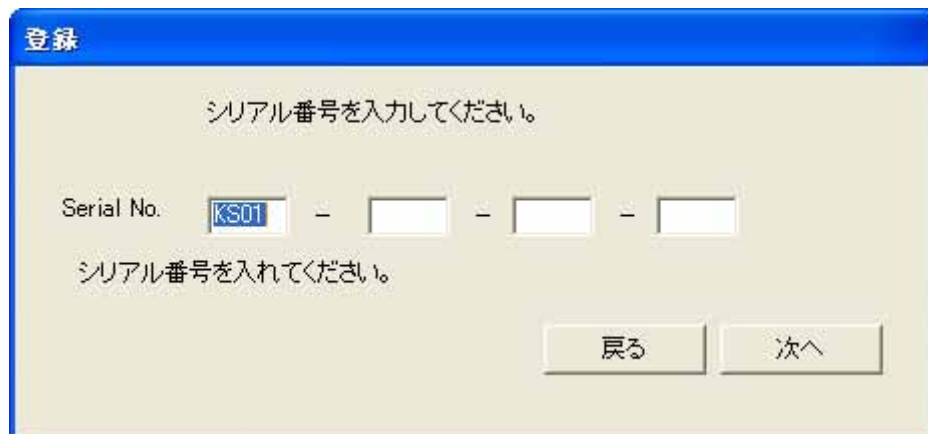 登録
シリアル番号を入力してください。
Serial No. KS01 - - -
シリアル番号を入れてください。
戻る 次へ